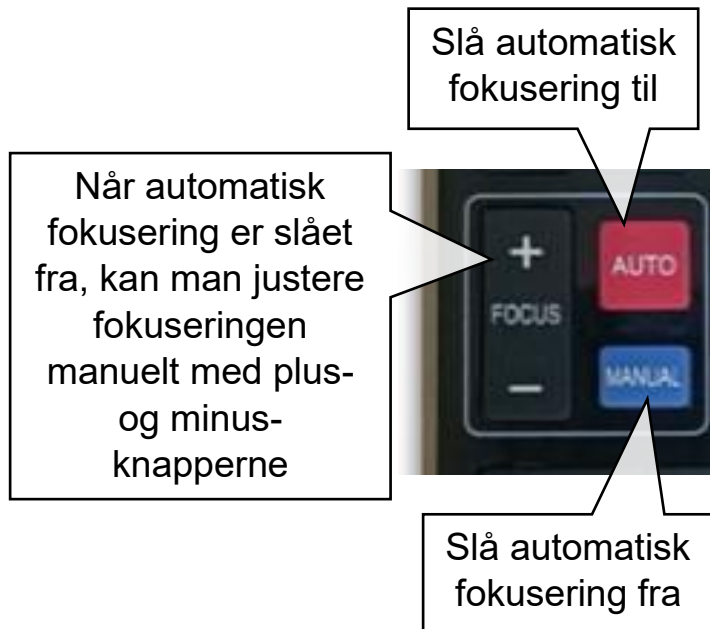 Slå automatisk
fokusering til
Når automatisk
fokusering er slået
fra, kan man justere
fokuseringen
manuelt med plus-
og minus-
knapperne
+
FOCUS
−
AUTO
MANUAL
Slå automatisk
fokusering fra